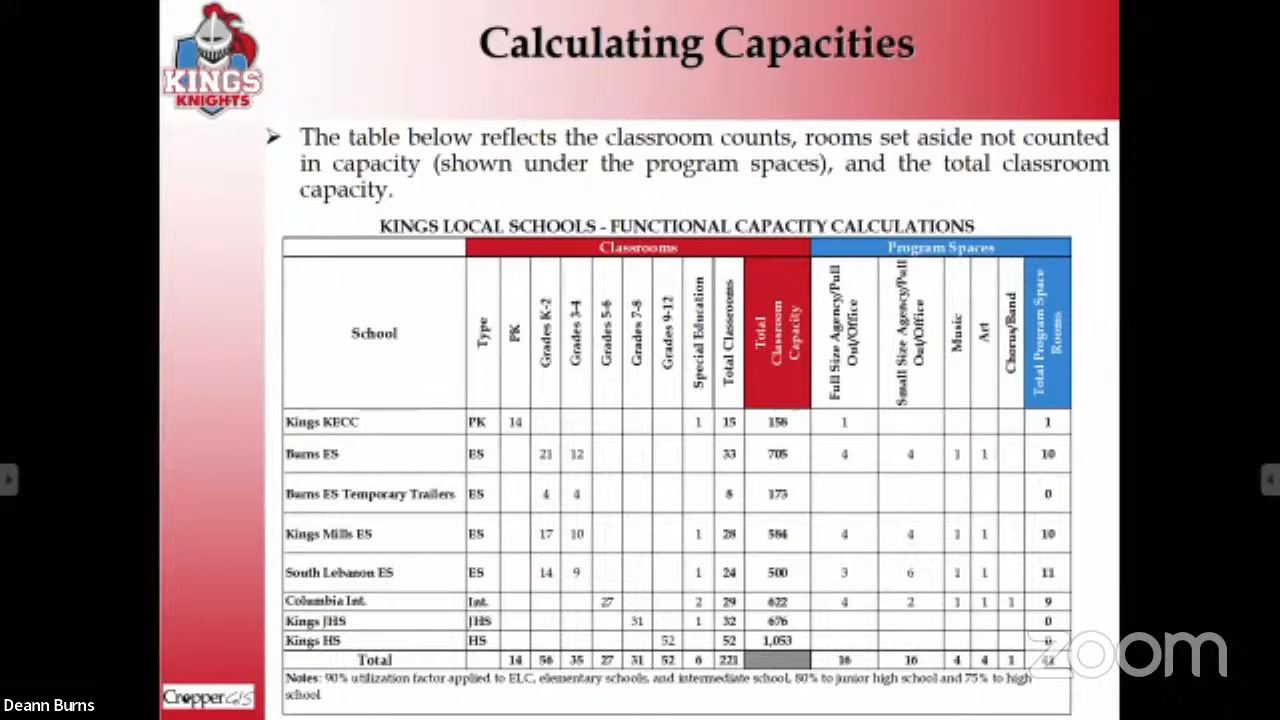 KINGS
KNIGHTS
Calculating Capacities
➢ The table below reflects the classroom counts, rooms set aside not counted
in capacity (shown under the program spaces), and the total classroom
capacity.
KINGS LOCAL SCHOOLS - FUNCTIONAL CAPACITY CALCULATIONS
Classrooms Program Spaces
School Type PK Grades K-2 Grades 3-4 Grades 5-6 Grades 7-8 Grades 9-12 Special Education Total Classrooms Total Classroom Capacity Full Size Agency/Pull Out/Office Small Size Agency/Pull Out/Office Music Art Chorus/Band Total Program Space Rooms
Kings KECC PK 14 1 15 158 1 1
Burns ES ES 21 12 33 705 4 4 1 1 10
Burns ES Temporary Trailers ES 4 4 8 173 0
Kings Mills ES ES 17 10 1 28 584 4 4 1 1 10
South Lebanon ES ES 14 9 1 24 500 3 6 1 1 11
Columbia Int. Int. 27 2 29 622 4 2 1 1 1 9
Kings JHS JHS 31 1 32 676 0
Kings HS HS 52 52 1,053 0
Total 14 56 35 27 31 52 6 221 16 16 4 4 1 41
Notes: 90% utilization factor applied to ELC, elementary schools, and intermediate school, 80% to junior high school and 75% to high
school
zoom
CropperGIS
Deann Burns